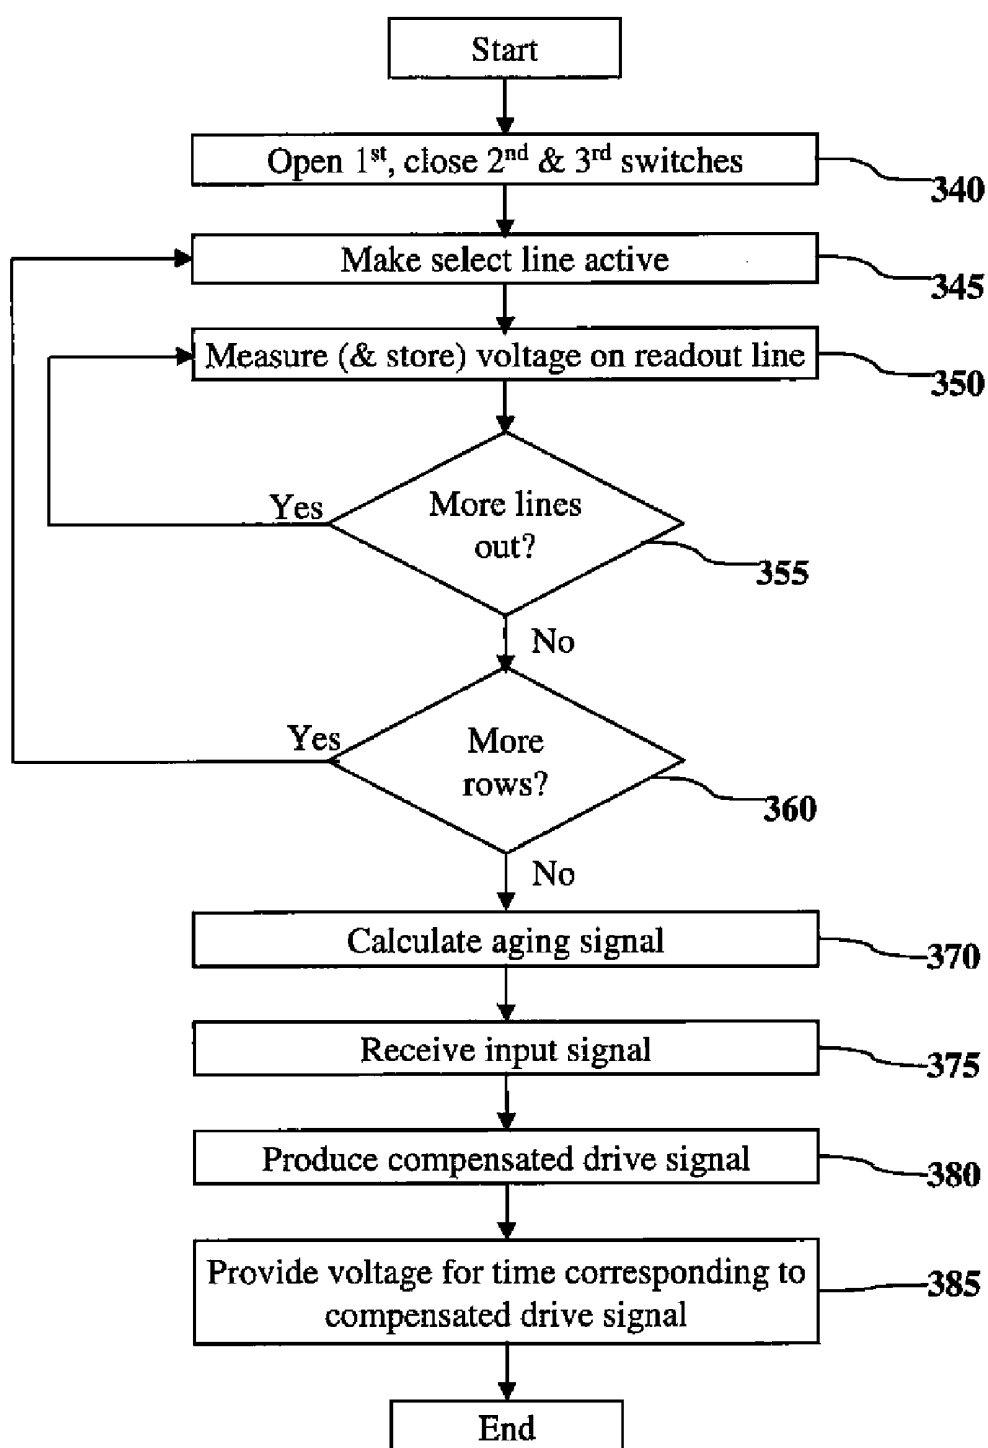 Start
Open 1st, close 2nd & 3rd switches
340
Make select line active
345
Measure (& store) voltage on readout line
350
Yes
More lines
out?
355
No
Yes
More
rows?
360
No
Calculate aging signal
370
Receive input signal
375
Produce compensated drive signal
380
Provide voltage for time corresponding to
compensated drive signal
385
End